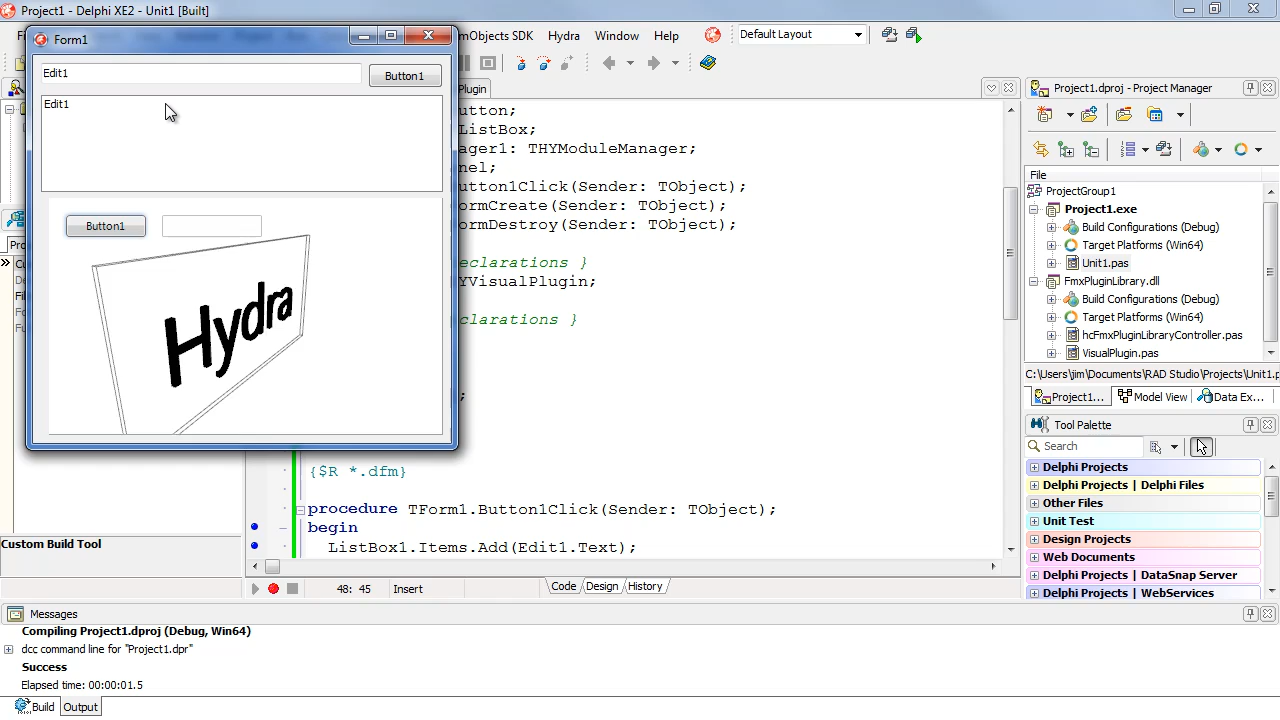 Project1 - Delphi XE2 - Unit1 [Built]
Form1
mObjects SDK
Hydra
Window
Help
Default Layout
Edit1
Button1
Edit1
Button1
Hydra
Plugin
utton;
ListBox;
ager1: THYModuleManager;
nel;
utton1Click(Sender: TObject);
ormCreate(Sender: TObject);
ormDestroy(Sender: TObject);
eclarations }
YVisualPlugin;
clarations }
;
{$R *.dfm}
procedure TForm1.Button1Click(Sender: TObject);
begin
ListBox1.Items.Add(Edit1.Text);
48: 45
Insert
Code
Design
History
Project1.dproj - Project Manager
File
ProjectGroup1
Project1.exe
Build Configurations (Debug)
Target Platforms (Win64)
Unit1.pas
FmxPluginLibrary.dll
Build Configurations (Debug)
Target Platforms (Win64)
hcFmxPluginLibraryController.pas
VisualPlugin.pas
C:\Users\jim\Documents\RAD Studio\Projects\Unit1.p
Project1...
Model View
Data Ex...
Tool Palette
Search
Delphi Projects
Delphi Projects | Delphi Files
Other Files
Unit Test
Design Projects
Web Documents
Delphi Projects | DataSnap Server
Delphi Projects | WebServices
Custom Build Tool
Messages
Compiling Project1.dproj (Debug, Win64)
dcc command line for "Project1.dpr"
Success
Elapsed time: 00:00:01.5
Build
Output